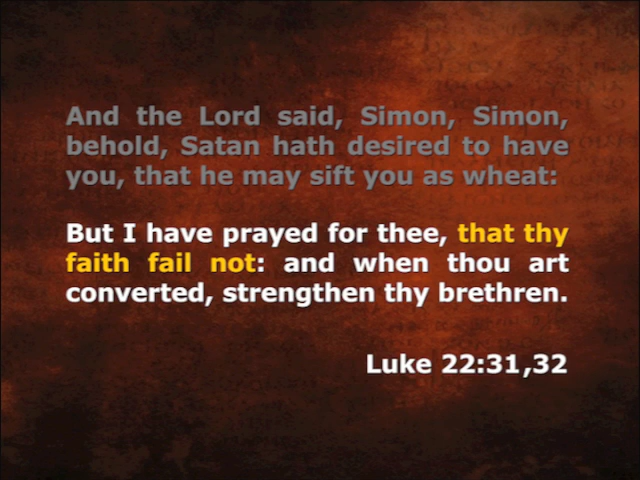 And the Lord said, Simon, Simon,
behold, Satan hath desired to have
you, that he may sift you as wheat:
But I have prayed for thee, that thy
faith fail not: and when thou art
converted, strengthen thy brethren.
Luke 22:31,32